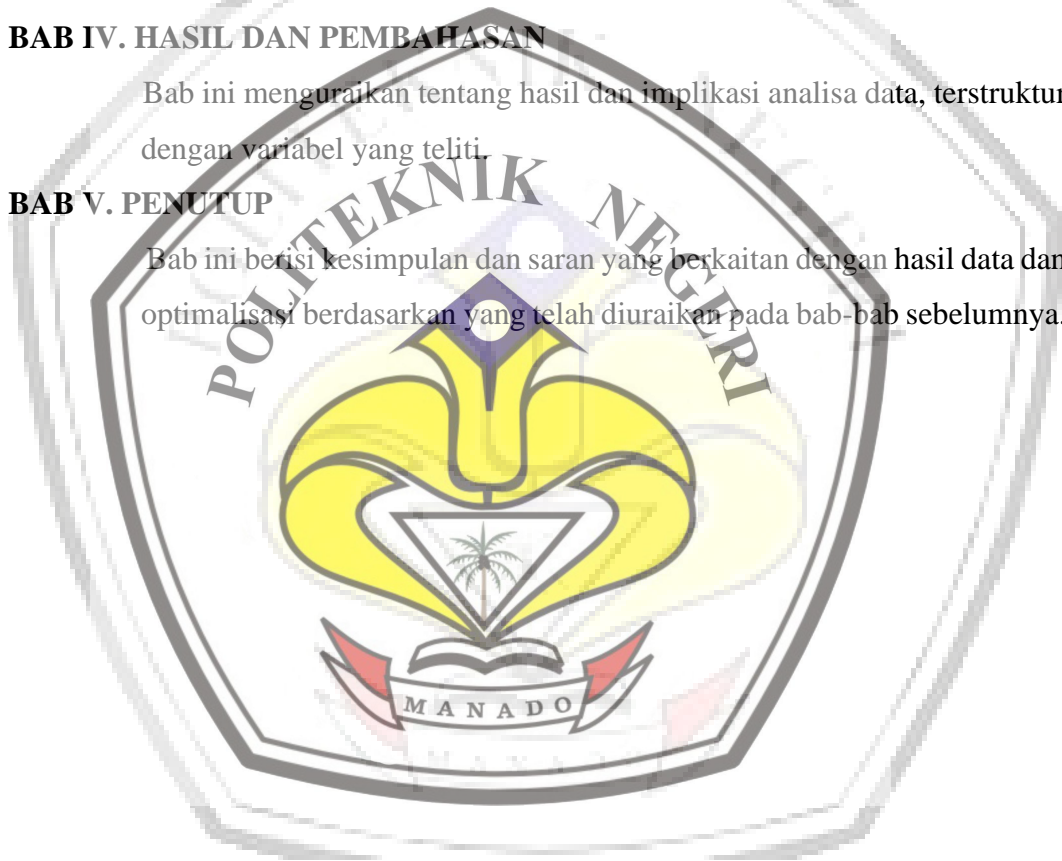 BAB IV. HASIL DAN PEMBAHASAN
Bab ini menguraikan tentang hasil dan implikasi analisa data, terstruktur
dengan variabel yang teliti.
BAB V. PENUTUP
Bab ini berisi kesimpulan dan saran yang berkaitan dengan hasil data dan
optimalisasi berdasarkan yang telah diuraikan pada bab-bab sebelumnya.
POLITEKNIK NEGERI
MANADO